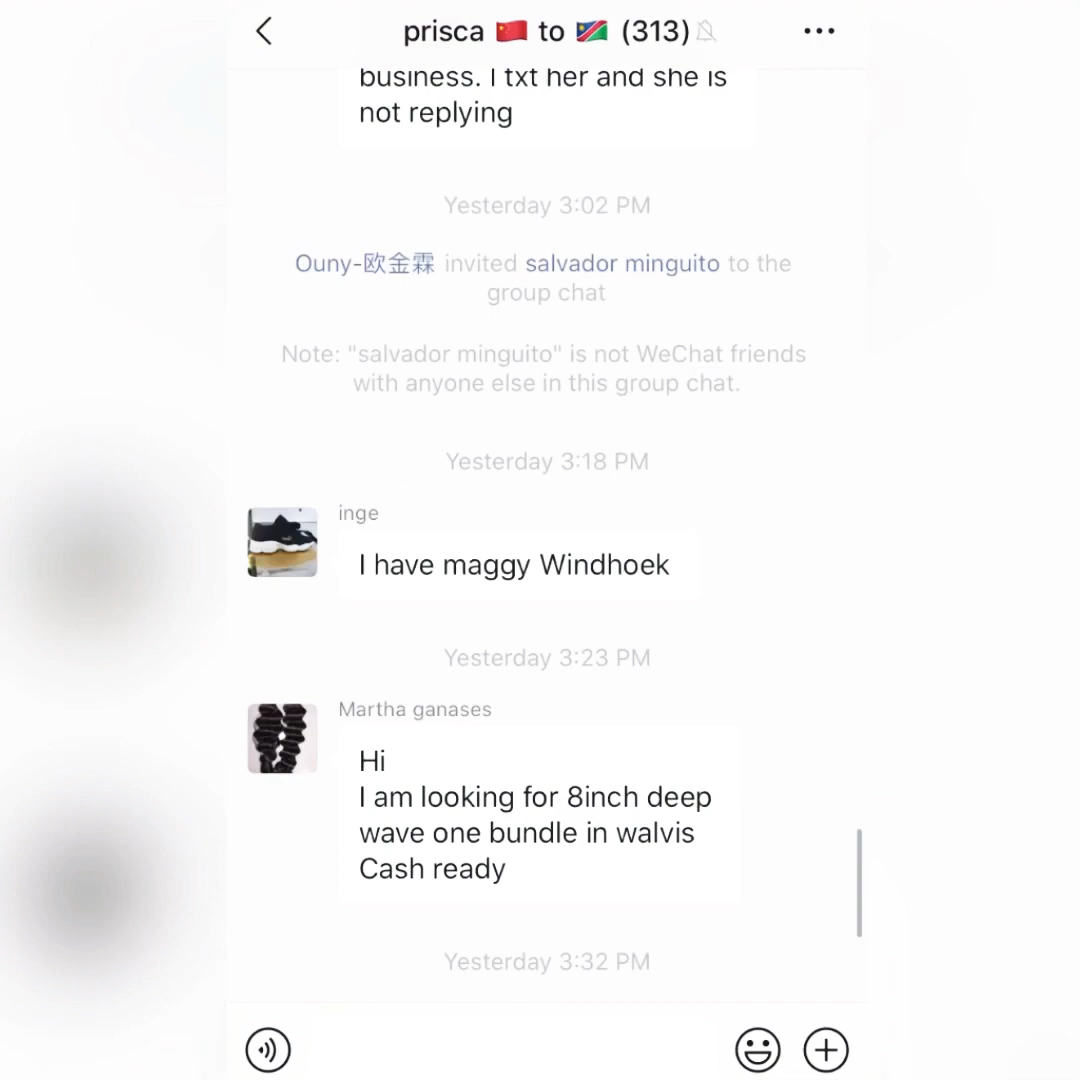 prisca 🇨🇳 to 🇳🇦 (313)
business. I txt her and she is
not replying
Yesterday 3:02 PM
Ouny-欧金霖 invited salvador minguito to the
group chat
Note: "salvador minguito" is not WeChat friends
with anyone else in this group chat.
Yesterday 3:18 PM
inge
I have maggy Windhoek
Yesterday 3:23 PM
Martha ganases
Hi
I am looking for 8inch deep
wave one bundle in walvis
Cash ready
Yesterday 3:32 PM